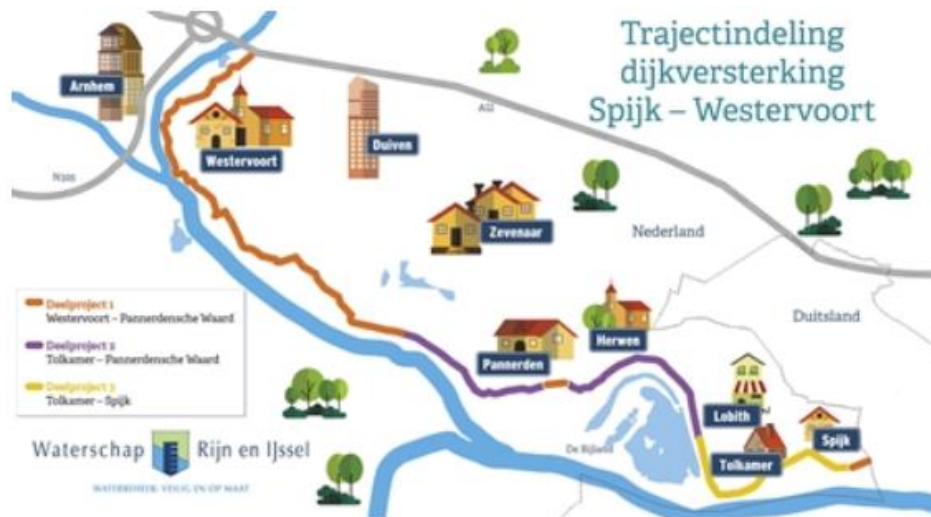 Trajectindeling
dijkversterking
Spijk – Westervoort
Arnhem
Westervoort
Duiven
A12
N325
Zevenaar
Nederland
Duitsland
Deelproject 1
Westervoort – Pannerdensche Waard
Deelproject 2
Tolkamer – Pannerdensche Waard
Deelproject 3
Tolkamer – Spijk
Pannerden
Herwen
Lobith
De Bijland
Tolkamer
Spijk
Waterschap Rijn en IJssel
WATERBEHEER, VEILIG EN OP MAAT